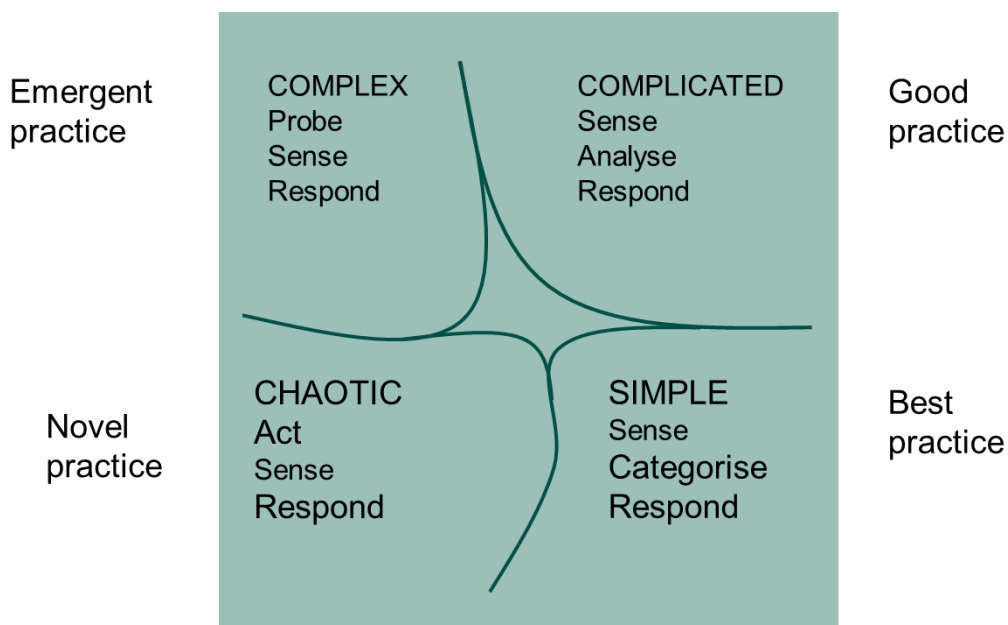 Emergent
practice
COMPLEX
Probe
Sense
Respond
COMPLICATED
Sense
Analyse
Respond
Good
practice
Novel
practice
CHAOTIC
Act
Sense
Respond
SIMPLE
Sense
Categorise
Respond
Best
practice